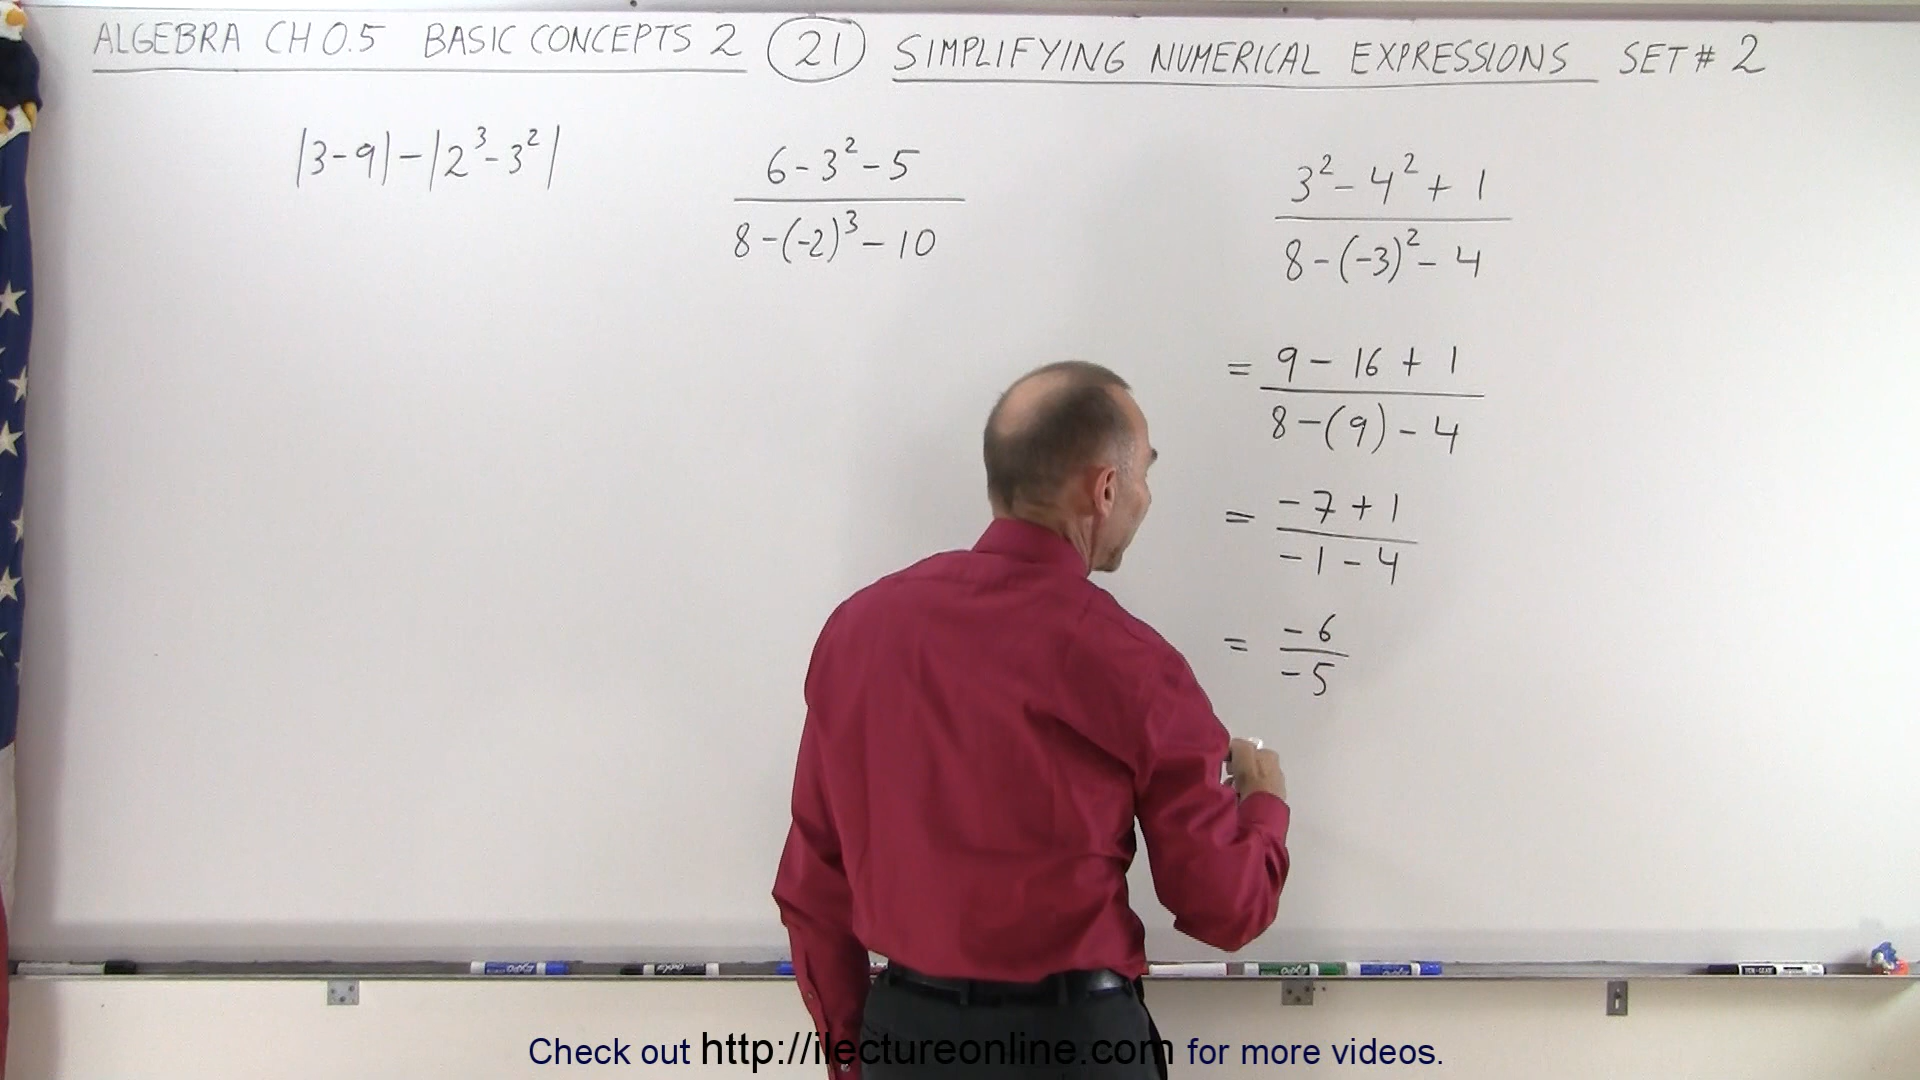 ALGEBRA CH 0.5 BASIC CONCEPTS 2 (21) SIMPLIFYING NUMERICAL EXPRESSIONS SET # 2
|3-9| - |2³-3²|
6 - 3² - 5
8 - (-2)³ - 10
3² - 4² + 1
8 - (-3)² - 4
= 9 - 16 + 1
8 - (9) - 4
= -7 + 1
-1 - 4
= -6
-5
EXPO
EXPO
Check out http://ilectureonline.com for more videos.